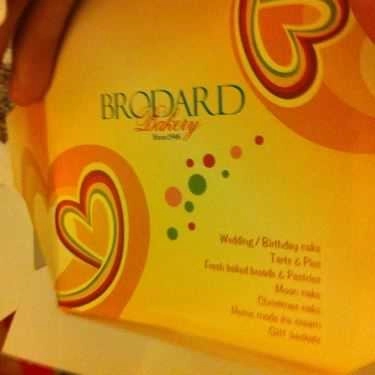 BRODARD
Bakery
Since 1948
Wedding / Birthday cake
Tarts & Pies
Fresh baked breads & Pastries
Moon cake
Christmas cake
Home made ice cream
Gift baskets